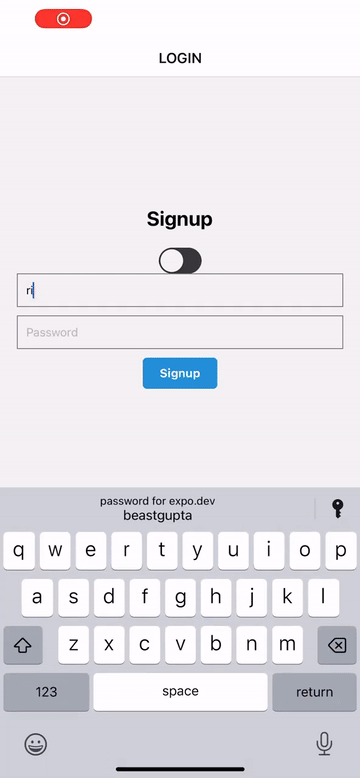 LOGIN
Signup
ri
Password
Signup
password for expo.dev
beastgupta
q w e r t y u i o p
a s d f g h j k l
z x c v b n m
123 space return